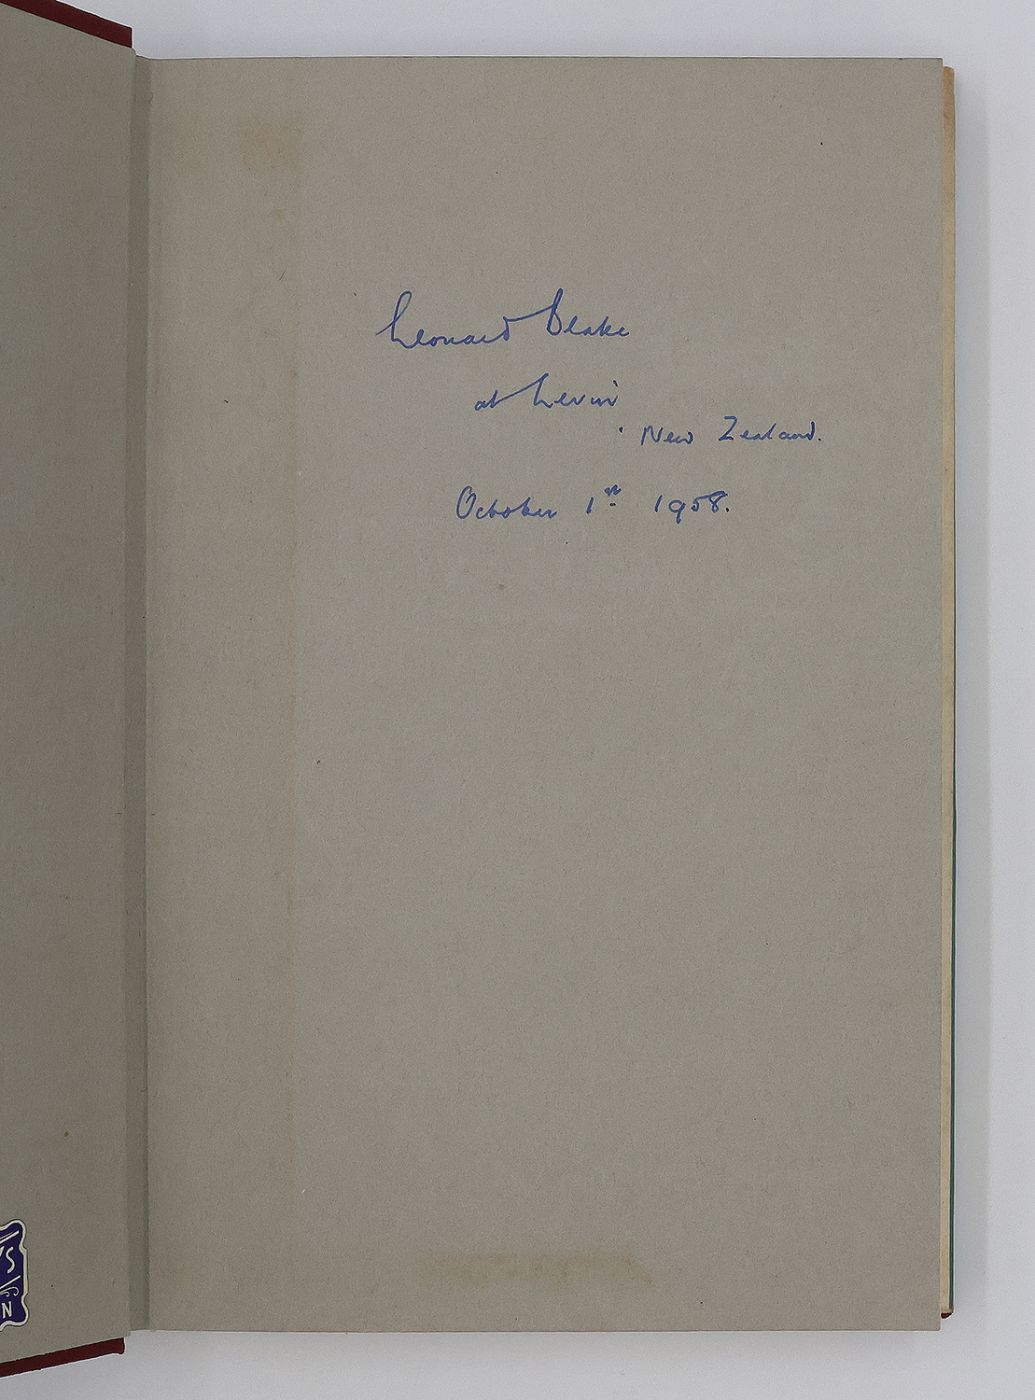 Leonard Blake
at Levin
New Zealand.
October 1st 1958.
S
N